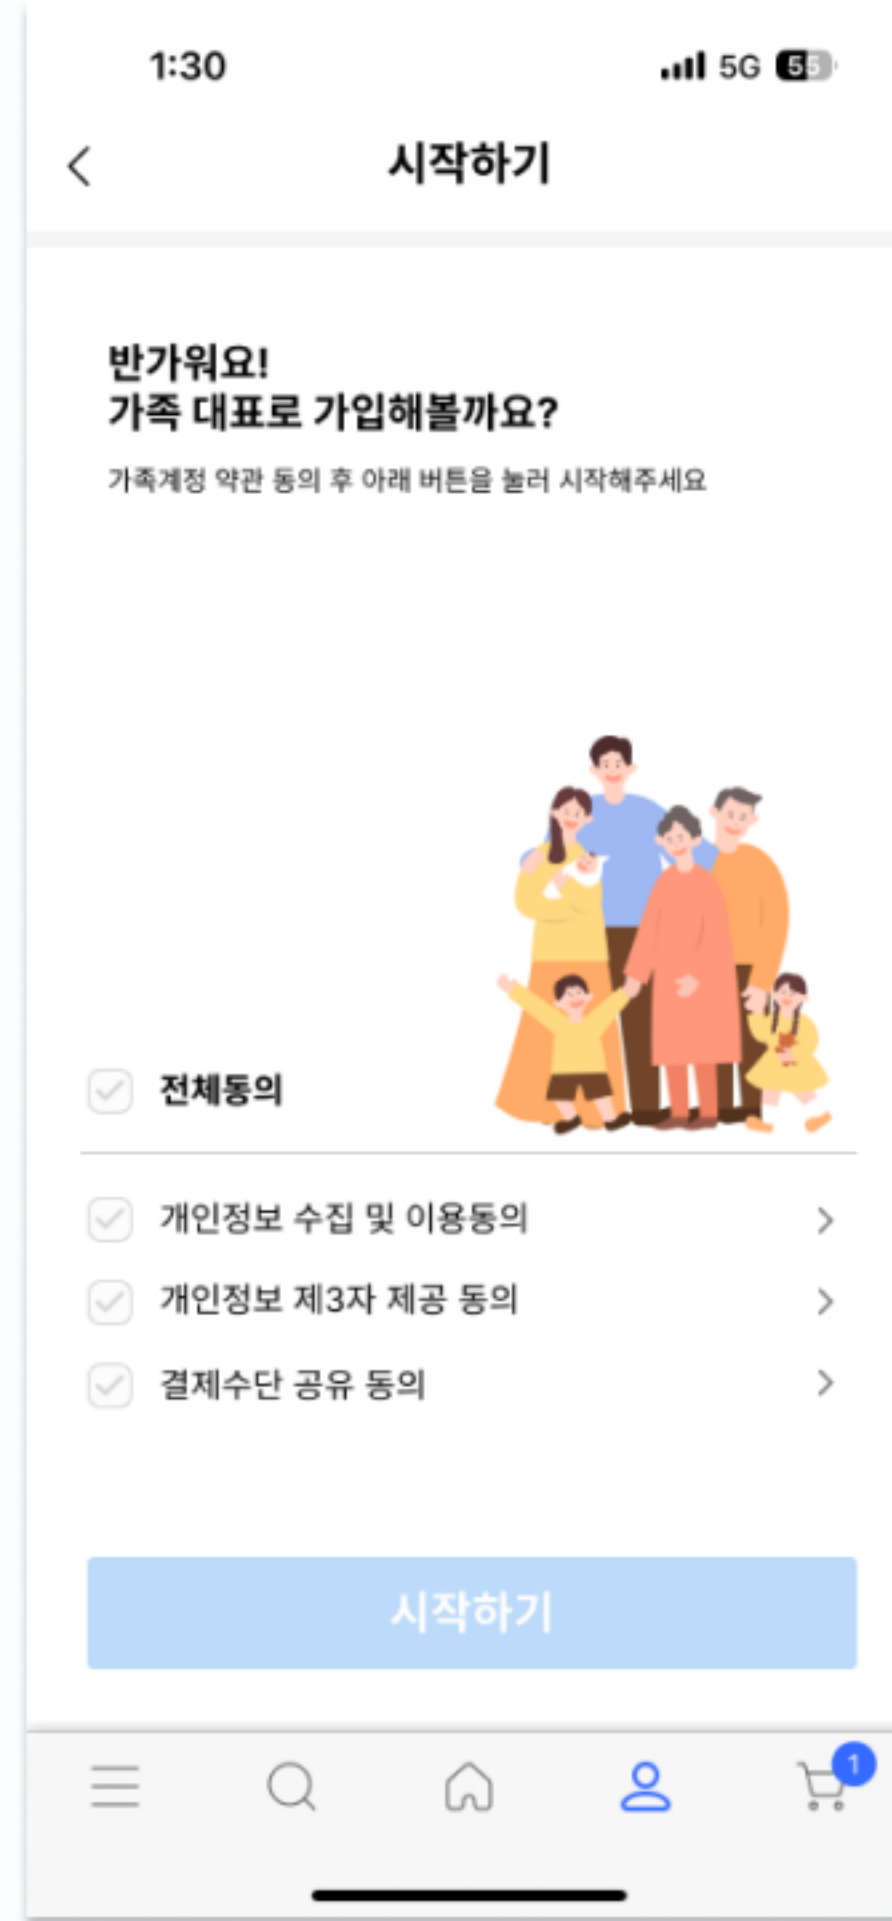 1:30
5G 55
시작하기
반가워요!
가족 대표로 가입해볼까요?
가족계정 약관 동의 후 아래 버튼을 눌러 시작해주세요
전체동의
개인정보 수집 및 이용동의
개인정보 제3자 제공 동의
결제수단 공유 동의
시작하기
1